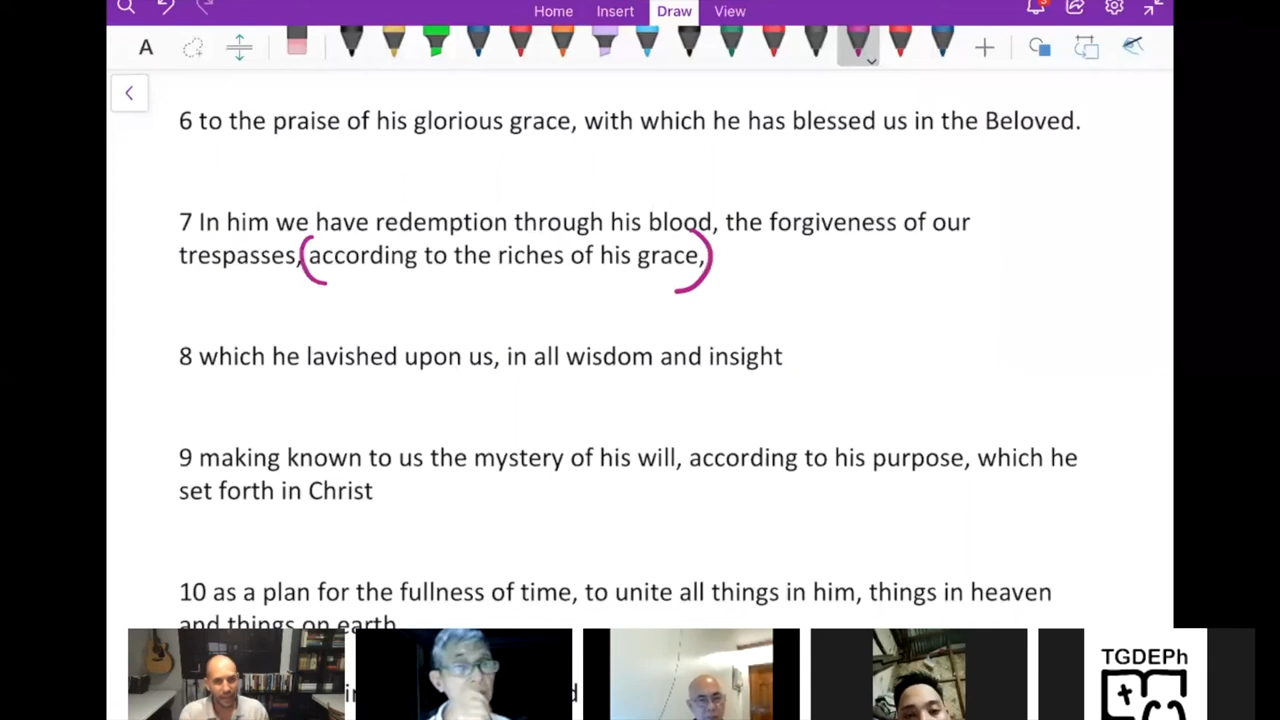 Home Insert Draw View
A
6 to the praise of his glorious grace, with which he has blessed us in the Beloved.
7 In him we have redemption through his blood, the forgiveness of our
trespasses, (according to the riches of his grace,)
8 which he lavished upon us, in all wisdom and insight
9 making known to us the mystery of his will, according to his purpose, which he
set forth in Christ
10 as a plan for the fullness of time, to unite all things in him, things in heaven
and things on earth
TGDEPh